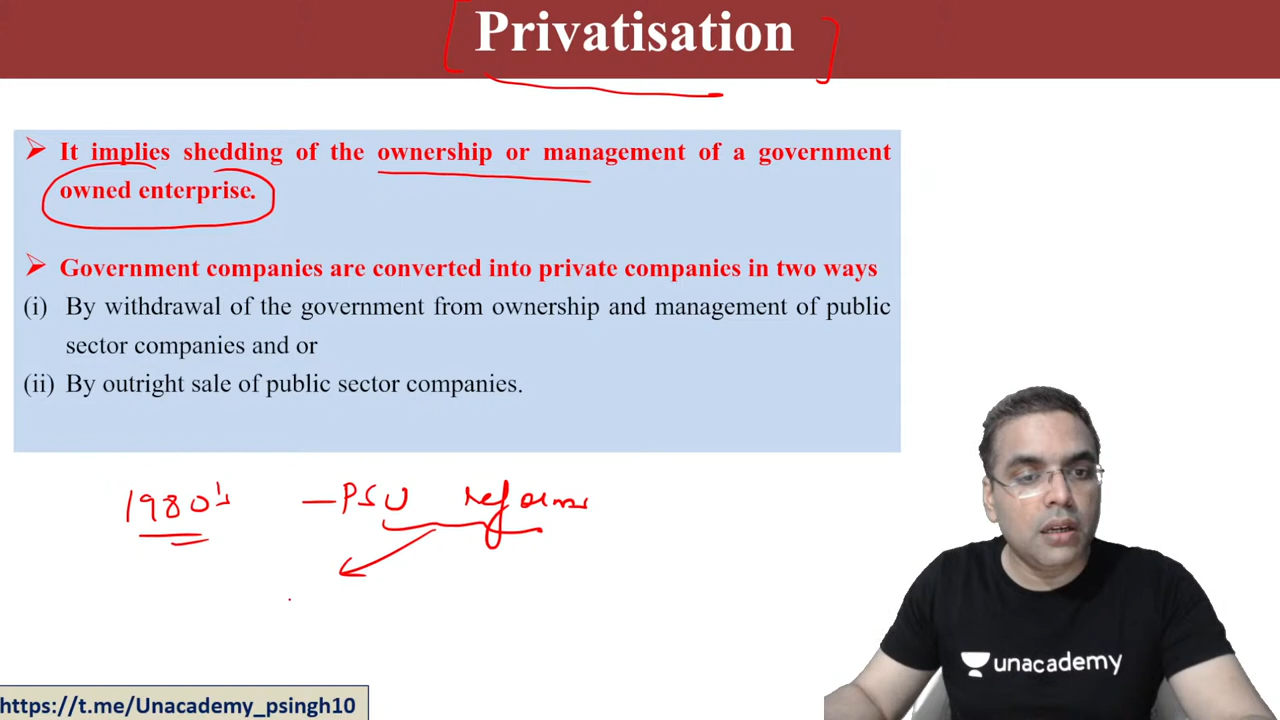 Privatisation
➢ It implies shedding of the ownership or management of a government
owned enterprise.
➢ Government companies are converted into private companies in two ways
(i) By withdrawal of the government from ownership and management of public
sector companies and or
(ii) By outright sale of public sector companies.
1980's – PSU reforms
unacademy
https://t.me/Unacademy_psingh10